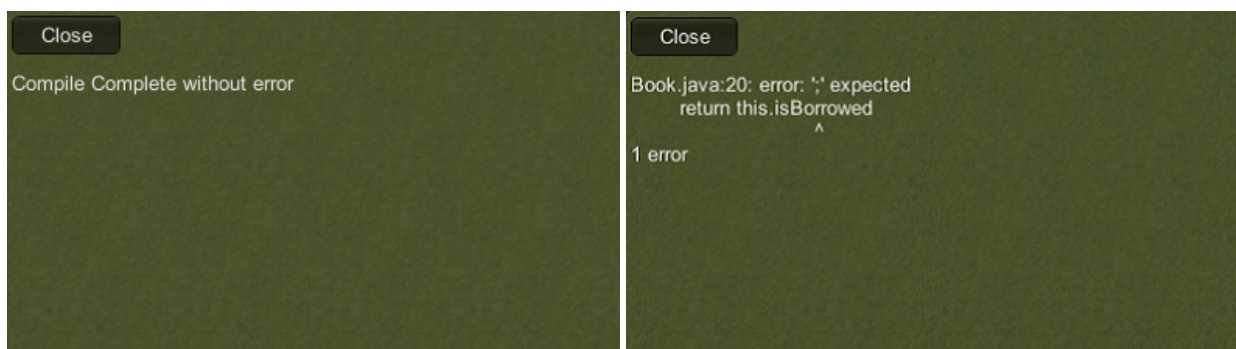 Close
Compile Complete without error
Close
Book.java:20: error: ';' expected
return this.isBorrowed
^
1 error